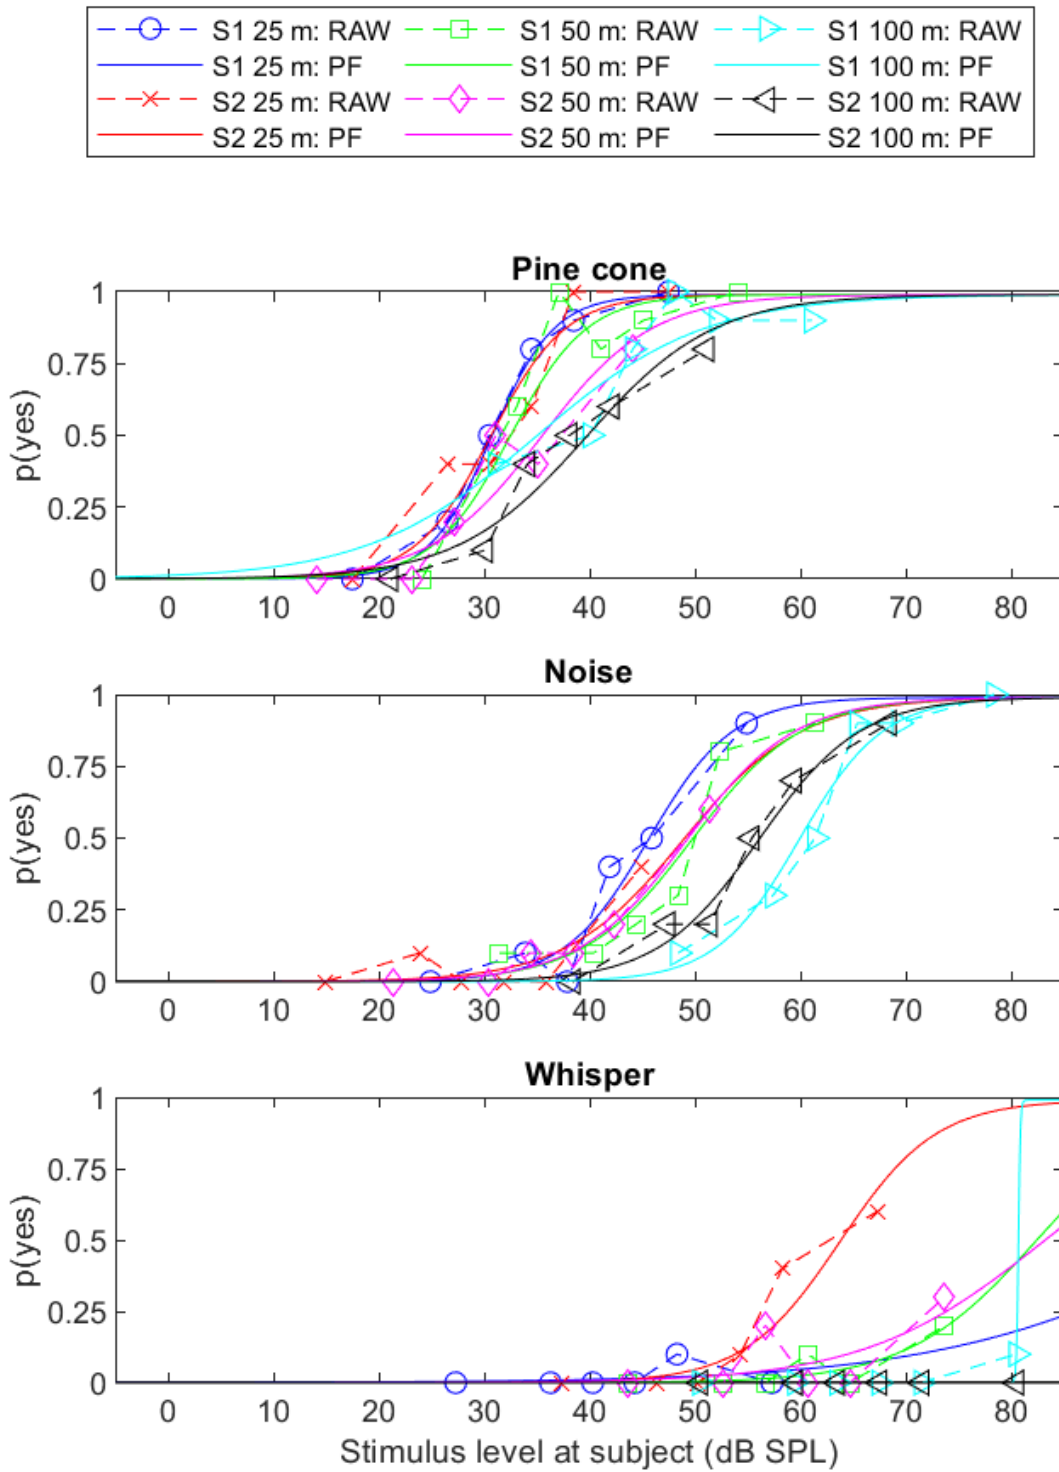 S1 25 m: RAW S1 50 m: RAW S1 100 m: RAW
S1 25 m: PF S1 50 m: PF S1 100 m: PF
S2 25 m: RAW S2 50 m: RAW S2 100 m: RAW
S2 25 m: PF S2 50 m: PF S2 100 m: PF
Pine cone
1
0.75
0.5
0.25
0
p(yes)
0 10 20 30 40 50 60 70 80
Noise
1
0.75
0.5
0.25
0
p(yes)
0 10 20 30 40 50 60 70 80
Whisper
1
0.75
0.5
0.25
0
p(yes)
0 10 20 30 40 50 60 70 80
Stimulus level at subject (dB SPL)